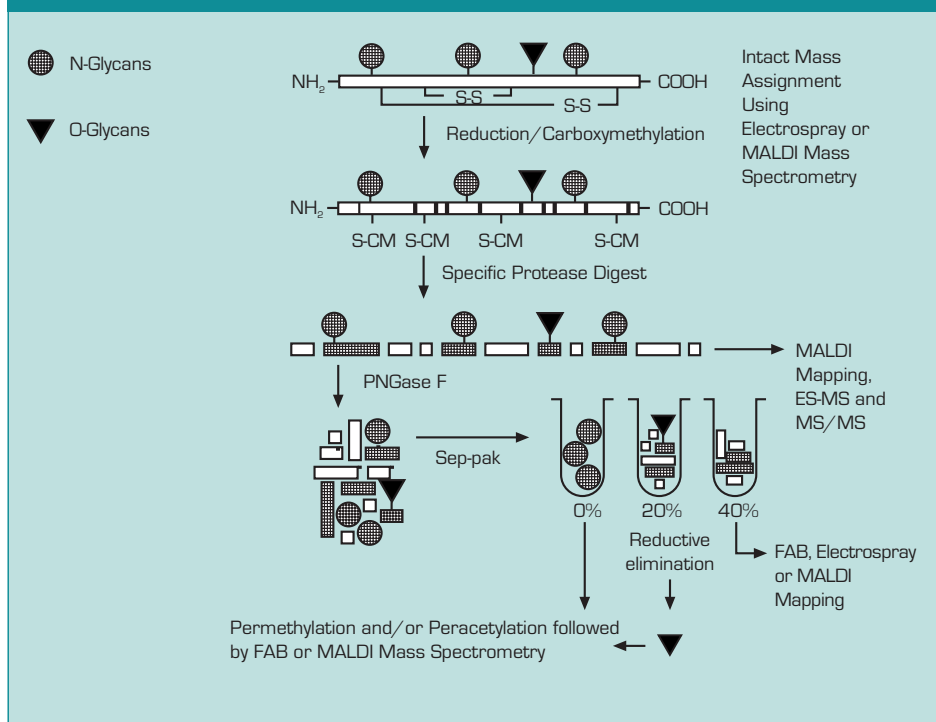 N-Glycans
O-Glycans
NH2
COOH
S-S
S-S
Intact Mass
Assignment
Using
Electrospray or
MALDI Mass
Spectrometry
Reduction/Carboxymethylation
NH2
COOH
S-CM S-CM S-CM S-CM
Specific Protease Digest
MALDI
Mapping,
ES-MS and
MS/MS
PNGase F
Sep-pak
0% 20% 40%
Reductive
elimination
FAB, Electrospray
or MALDI
Mapping
Permethylation and/or Peracetylation followed
by FAB or MALDI Mass Spectrometry